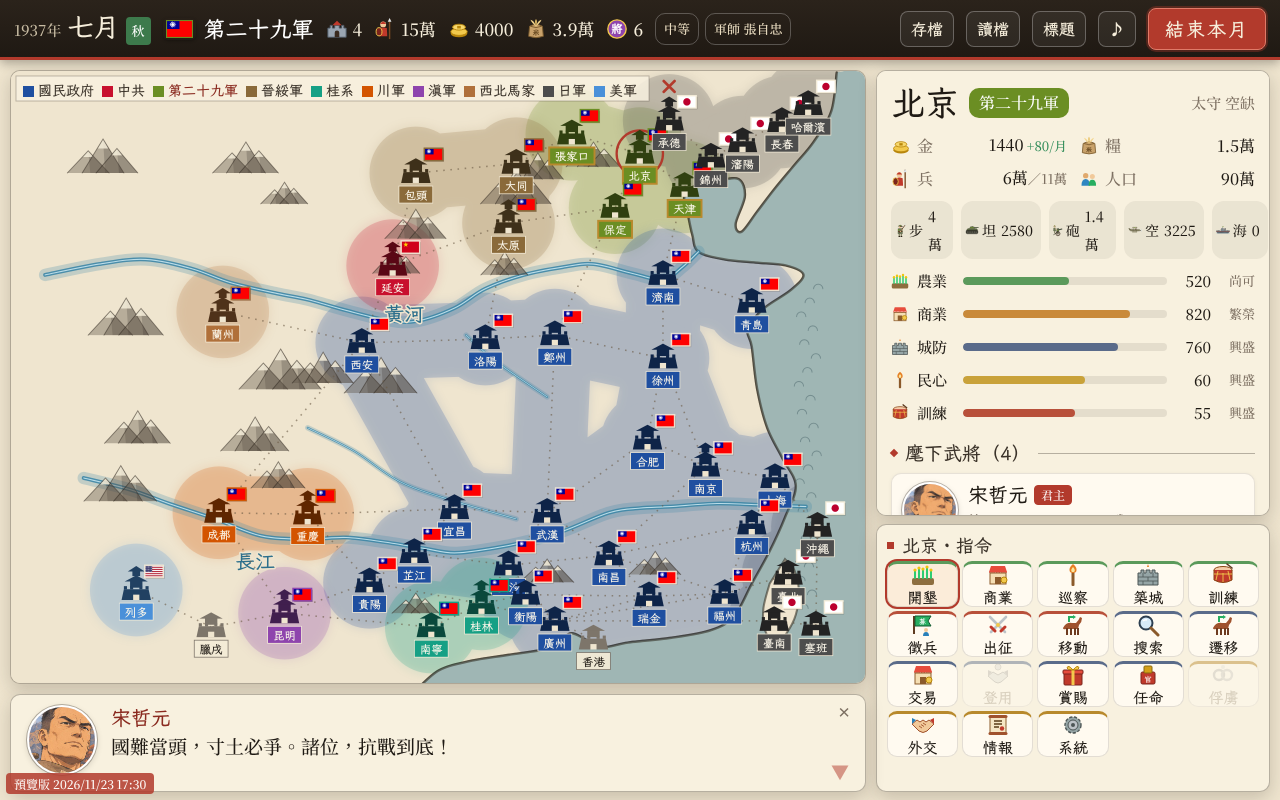 1937年 七月 秋 第二十九軍 4 15萬 4000 3.9萬 將 6 中等 軍師 張自忠 存檔 讀檔 標題 ♪ 結束本月
國民政府 中共 第二十九軍 晉綏軍 桂系 川軍 滇軍 西北馬家 日軍 美軍
哈爾濱
長春
承德
瀋陽
張家口
北京
錦州
大同
包頭
天津
保定
太原
延安
濟南
黃河
青島
蘭州
西安
洛陽
鄭州
徐州
合肥
南京
上海
成都
重慶
宜昌
武漢
杭州
沖繩
長江
芷江
南昌
列多
貴陽
衡陽
瑞金
福州
桂林
昆明
臘戍
南寧
廣州
香港
臺南
塞班
北京 第二十九軍 太守 空缺
金 1440 +80/月 糧 1.5萬
兵 6萬/11萬 人口 90萬
步 4萬 坦 2580 砲 1.4萬 空 3225 海 0
農業 520 尚可
商業 820 繁榮
城防 760 興盛
民心 60 興盛
訓練 55 興盛
麾下武將（4）
宋哲元 君主
北京・指令
開墾 商業 巡察 築城 訓練
徵兵 出征 移動 搜索 遷移
交易 登用 賞賜 任命 俘虜
外交 情報 系統
宋哲元 ×
國難當頭，寸土必爭。諸位，抗戰到底！
預覽版 2026/11/23 17:30